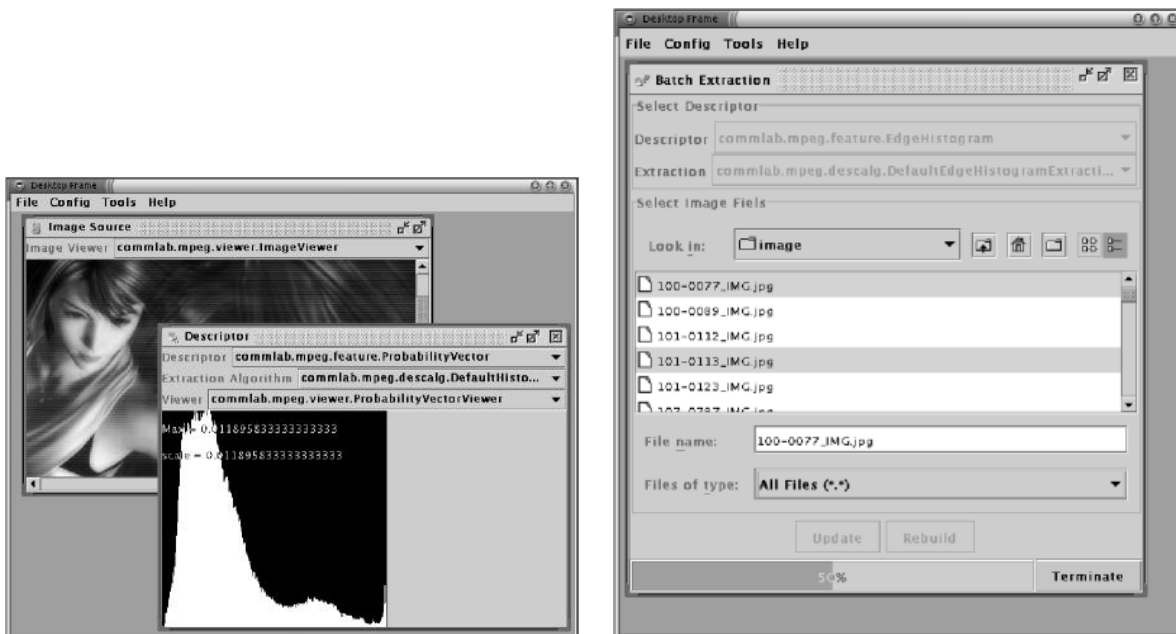 Desktop Frame
File Config Tools Help
Image Source
Image Viewer commlab.mpeg.viewer.ImageViewer
Descriptor
Descriptor commlab.mpeg.feature.ProbabilityVector
Extraction Algorithm commlab.mpeg.descalg.DefaultHisto...
Viewer commlab.mpeg.viewer.ProbabilityVectorViewer
Max = 0.011895833333333333
scale = 0.011895833333333333
Desktop Frame
File Config Tools Help
Batch Extraction
Select Descriptor
Descriptor commlab.mpeg.feature.EdgeHistogram
Extraction commlab.mpeg.descalg.DefaultEdgeHistogramExtracti...
Select Image Fiels
Look in: image
100-0077_IMG.jpg
100-0089_IMG.jpg
101-0112_IMG.jpg
101-0113_IMG.jpg
101-0123_IMG.jpg
File name: 100-0077_IMG.jpg
Files of type: All Files (*.*)
Update Rebuild
50% Terminate